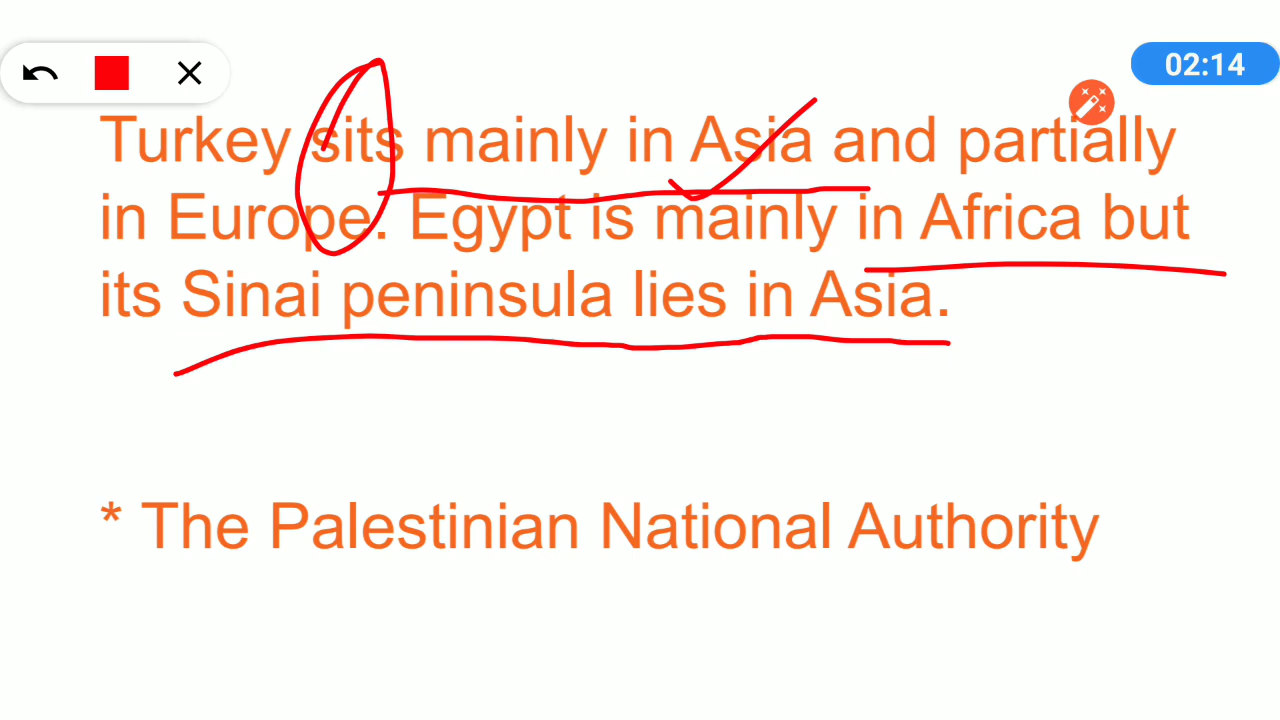 02:14
Turkey sits mainly in Asia and partially
in Europe. Egypt is mainly in Africa but
its Sinai peninsula lies in Asia.
* The Palestinian National Authority